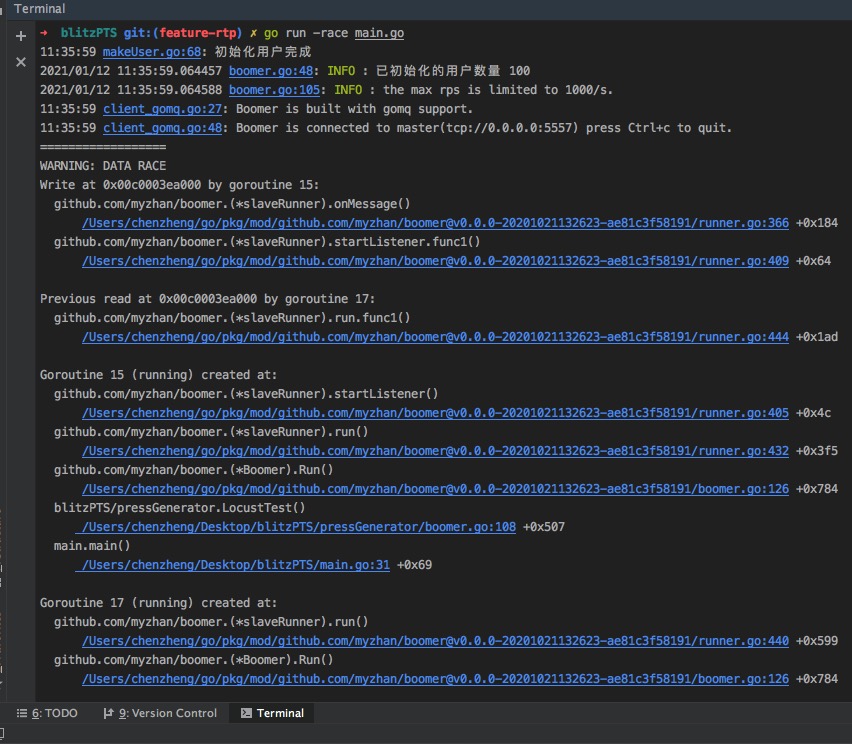 Terminal
➜ blitzPTS git:(feature-rtp) ✗ go run -race main.go
11:35:59 makeUser.go:68: 初始化用户完成
2021/01/12 11:35:59.064457 boomer.go:48: INFO : 已初始化的用户数量 100
2021/01/12 11:35:59.064588 boomer.go:105: INFO : the max rps is limited to 1000/s.
11:35:59 client_gomq.go:27: Boomer is built with gomq support.
11:35:59 client_gomq.go:48: Boomer is connected to master(tcp://0.0.0.0:5557) press Ctrl+c to quit.
==================
WARNING: DATA RACE
Write at 0x00c0003ea000 by goroutine 15:
github.com/myzhan/boomer.(*slaveRunner).onMessage()
/Users/chenzheng/go/pkg/mod/github.com/myzhan/boomer@v0.0.0-20201021132623-ae81c3f58191/runner.go:366 +0x184
github.com/myzhan/boomer.(*slaveRunner).startListener.func1()
/Users/chenzheng/go/pkg/mod/github.com/myzhan/boomer@v0.0.0-20201021132623-ae81c3f58191/runner.go:409 +0x64
Previous read at 0x00c0003ea000 by goroutine 17:
github.com/myzhan/boomer.(*slaveRunner).run.func1()
/Users/chenzheng/go/pkg/mod/github.com/myzhan/boomer@v0.0.0-20201021132623-ae81c3f58191/runner.go:444 +0x1ad
Goroutine 15 (running) created at:
github.com/myzhan/boomer.(*slaveRunner).startListener()
/Users/chenzheng/go/pkg/mod/github.com/myzhan/boomer@v0.0.0-20201021132623-ae81c3f58191/runner.go:405 +0x4c
github.com/myzhan/boomer.(*slaveRunner).run()
/Users/chenzheng/go/pkg/mod/github.com/myzhan/boomer@v0.0.0-20201021132623-ae81c3f58191/runner.go:432 +0x3f5
github.com/myzhan/boomer.(*Boomer).Run()
/Users/chenzheng/go/pkg/mod/github.com/myzhan/boomer@v0.0.0-20201021132623-ae81c3f58191/boomer.go:126 +0x784
blitzPTS/pressGenerator.LocustTest()
/Users/chenzheng/Desktop/blitzPTS/pressGenerator/boomer.go:108 +0x507
main.main()
/Users/chenzheng/Desktop/blitzPTS/main.go:31 +0x69
Goroutine 17 (running) created at:
github.com/myzhan/boomer.(*slaveRunner).run()
/Users/chenzheng/go/pkg/mod/github.com/myzhan/boomer@v0.0.0-20201021132623-ae81c3f58191/runner.go:440 +0x599
github.com/myzhan/boomer.(*Boomer).Run()
/Users/chenzheng/go/pkg/mod/github.com/myzhan/boomer@v0.0.0-20201021132623-ae81c3f58191/boomer.go:126 +0x784
6: TODO 9: Version Control Terminal